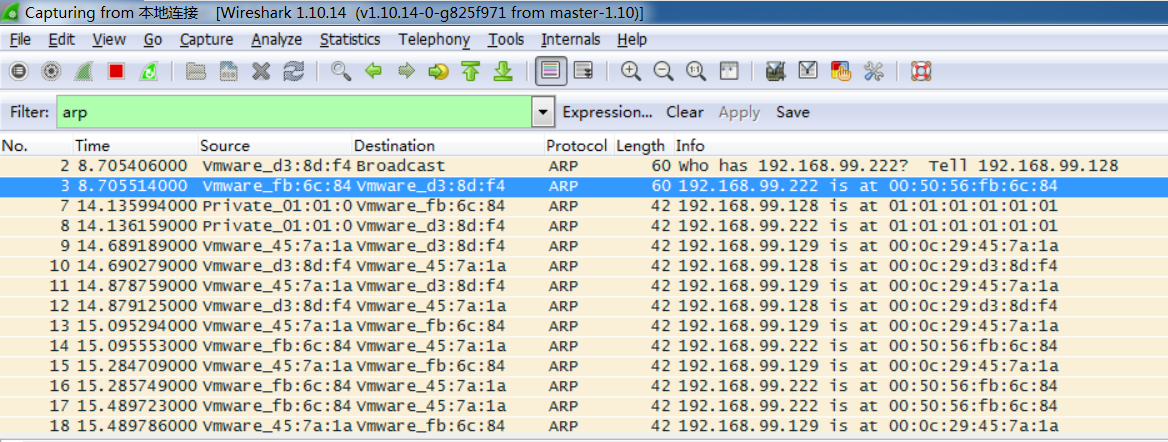 Capturing from 本地连接 [Wireshark 1.10.14 (v1.10.14-0-g825f971 from master-1.10)]
File Edit View Go Capture Analyze Statistics Telephony Tools Internals Help
Filter: arp Expression... Clear Apply Save
No. Time Source Destination Protocol Length Info
2 8.705406000 Vmware_d3:8d:f4 Broadcast ARP 60 Who has 192.168.99.222? Tell 192.168.99.128
3 8.705514000 Vmware_fb:6c:84 Vmware_d3:8d:f4 ARP 60 192.168.99.222 is at 00:50:56:fb:6c:84
7 14.135994000 Private_01:01:0 Vmware_fb:6c:84 ARP 42 192.168.99.128 is at 01:01:01:01:01:01
8 14.136159000 Private_01:01:0 Vmware_d3:8d:f4 ARP 42 192.168.99.222 is at 01:01:01:01:01:01
9 14.689189000 Vmware_45:7a:1a Vmware_d3:8d:f4 ARP 42 192.168.99.129 is at 00:0c:29:45:7a:1a
10 14.690279000 Vmware_d3:8d:f4 Vmware_45:7a:1a ARP 42 192.168.99.128 is at 00:0c:29:d3:8d:f4
11 14.878759000 Vmware_45:7a:1a Vmware_d3:8d:f4 ARP 42 192.168.99.129 is at 00:0c:29:45:7a:1a
12 14.879125000 Vmware_d3:8d:f4 Vmware_45:7a:1a ARP 42 192.168.99.128 is at 00:0c:29:d3:8d:f4
13 15.095294000 Vmware_45:7a:1a Vmware_fb:6c:84 ARP 42 192.168.99.129 is at 00:0c:29:45:7a:1a
14 15.095553000 Vmware_fb:6c:84 Vmware_45:7a:1a ARP 42 192.168.99.222 is at 00:50:56:fb:6c:84
15 15.284709000 Vmware_45:7a:1a Vmware_fb:6c:84 ARP 42 192.168.99.129 is at 00:0c:29:45:7a:1a
16 15.285749000 Vmware_fb:6c:84 Vmware_45:7a:1a ARP 42 192.168.99.222 is at 00:50:56:fb:6c:84
17 15.489723000 Vmware_fb:6c:84 Vmware_45:7a:1a ARP 42 192.168.99.222 is at 00:50:56:fb:6c:84
18 15.489786000 Vmware_45:7a:1a Vmware_fb:6c:84 ARP 42 192.168.99.129 is at 00:0c:29:45:7a:1a